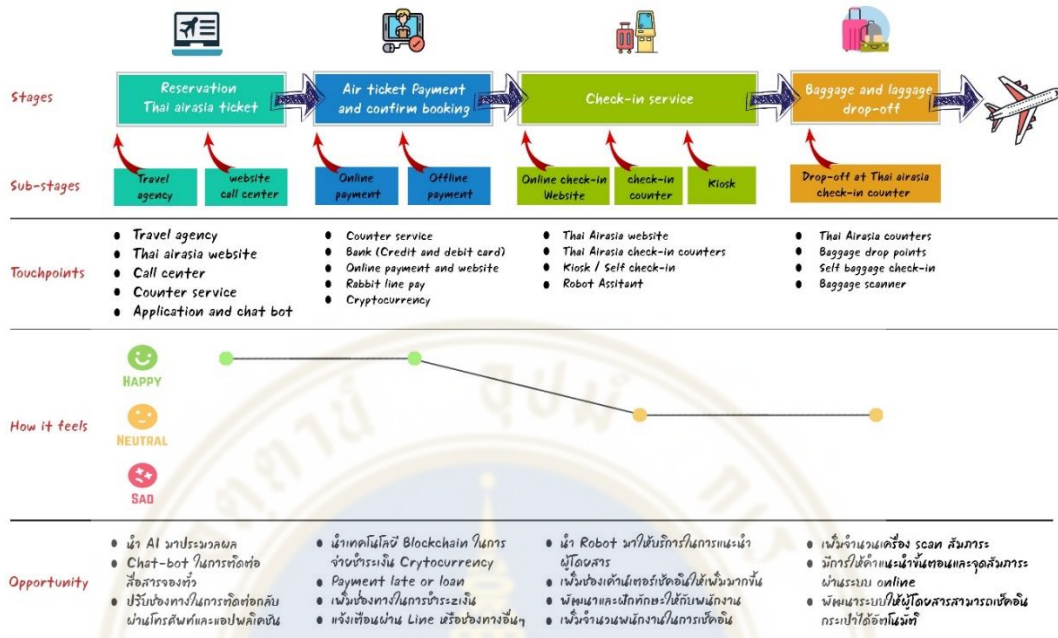 Stages
Reservation
Thai airasia ticket
Air ticket Payment
and confirm booking
Check-in service
Baggage and laggage
drop-off
Sub-stages
Travel
agency
website
call center
Online
payment
Offline
payment
Online check-in
Website
check-in
counter
Kiosk
Drop-off at Thai airasia
check-in counter
Touchpoints
• Travel agency
• Thai airasia website
• Call center
• Counter service
• Application and chat bot
• Counter service
• Bank (Credit and debit card)
• Online payment and website
• Rabbit line pay
• Cryptocurrency
• Thai Airasia website
• Thai Airasia check-in counters
• Kiosk / Self check-in
• Robot Assitant
• Thai Airasia counters
• Baggage drop points
• Self baggage check-in
• Baggage scanner
How it feels
HAPPY
NEUTRAL
SAD
Opportunity
• นำ AI มาประมวลผล
• Chat-bot ในการติดต่อ
สื่อสารจองตั๋ว
• ปรับช่องทางในการติดต่อกลับ
ผ่านโทรศัพท์และแอปพลิเคชัน
• นำเทคโนโลยี Blockchain ในการ
จ่ายชำระเงิน Crytocurrency
• Payment late or loan
• เพิ่มช่องทางในการชำระเงิน
• แจ้งเตือนผ่าน Line หรือช่องทางอื่นๆ
• นำ Robot มาให้บริการในการแนะนำ
ผู้โดยสาร
• เพิ่มช่องเค้าน์เตอร์เช็คอินให้เพิ่มมากขึ้น
• พัฒนาและฝึกทักษะให้กับพนักงาน
• เพิ่มจำนวนพนักงานในการเช็คอิน
• เพิ่มจำนวนเครื่อง scan สัมภาระ
• มีการให้คำแนะนำขั้นตอนและจุดสัมภาระ
ผ่านระบบ online
• พัฒนาระบบให้ผู้โดยสารสามารถเช็คอิน
กระเป๋าได้อัตโนมัติ